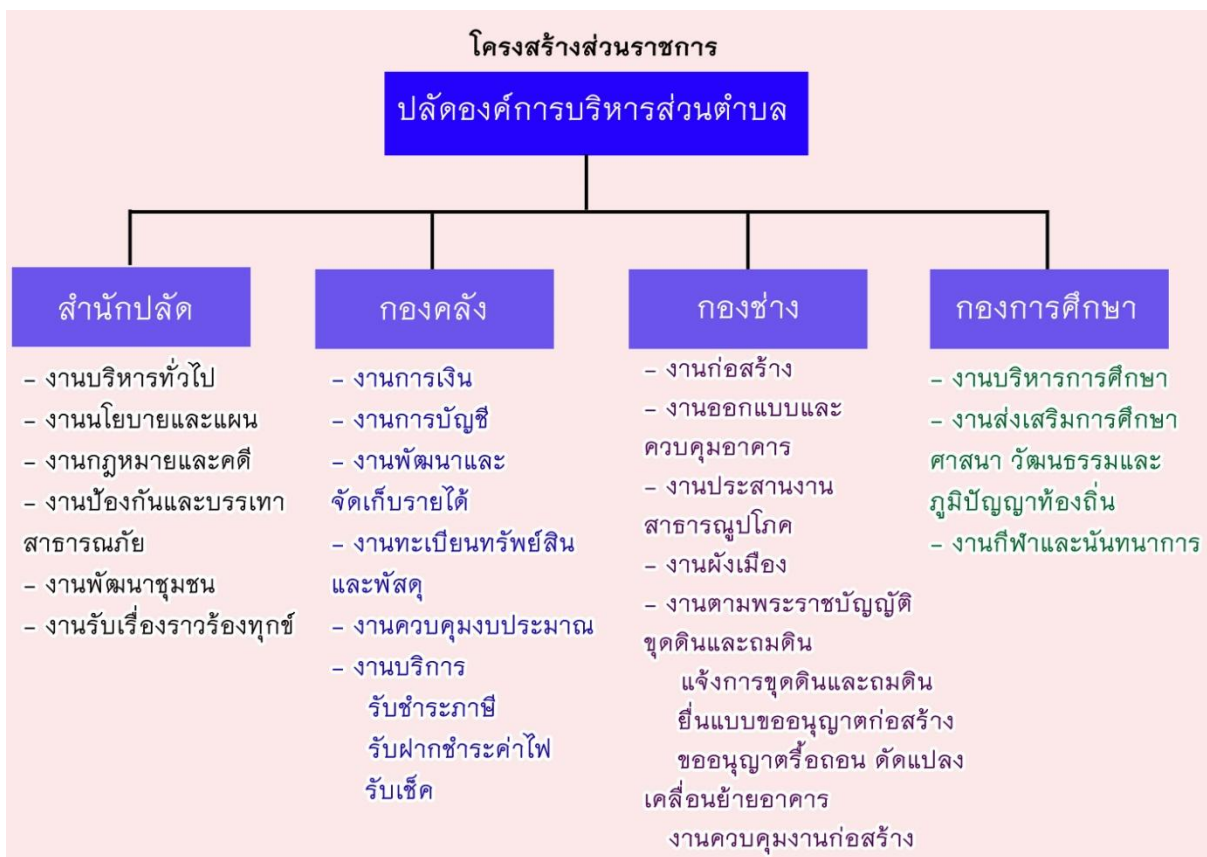 โครงสร้างส่วนราชการ
ปลัดองค์การบริหารส่วนตำบล
สำนักปลัด
– งานบริหารทั่วไป
– งานนโยบายและแผน
– งานกฎหมายและคดี
– งานป้องกันและบรรเทา
สาธารณภัย
– งานพัฒนาชุมชน
– งานรับเรื่องราวร้องทุกข์
กองคลัง
– งานการเงิน
– งานการบัญชี
– งานพัฒนาและ
จัดเก็บรายได้
– งานทะเบียนทรัพย์สิน
และพัสดุ
– งานควบคุมงบประมาณ
– งานบริการ
รับชำระภาษี
รับฝากชำระค่าไฟ
รับเช็ค
กองช่าง
– งานก่อสร้าง
– งานออกแบบและ
ควบคุมอาคาร
– งานประสานงาน
สาธารณูปโภค
– งานผังเมือง
– งานตามพระราชบัญญัติ
ขุดดินและถมดิน
แจ้งการขุดดินและถมดิน
ยื่นแบบขออนุญาตก่อสร้าง
ขออนุญาตรื้อถอน ดัดแปลง
เคลื่อนย้ายอาคาร
งานควบคุมงานก่อสร้าง
กองการศึกษา
– งานบริหารการศึกษา
– งานส่งเสริมการศึกษา
ศาสนา วัฒนธรรมและ
ภูมิปัญญาท้องถิ่น
– งานกีฬาและนันทนาการ